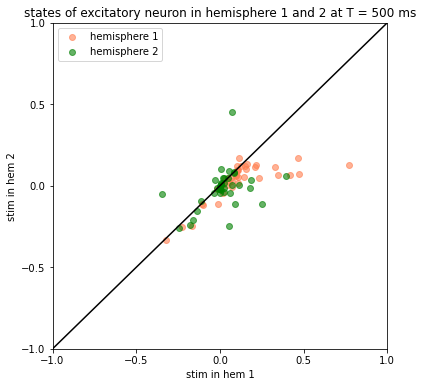 states of excitatory neuron in hemisphere 1 and 2 at T = 500 ms
1.0
hemisphere 1
hemisphere 2
0.5
stim in hem 2
0.0
−0.5
−1.0
−1.0 −0.5 0.0 0.5 1.0
stim in hem 1